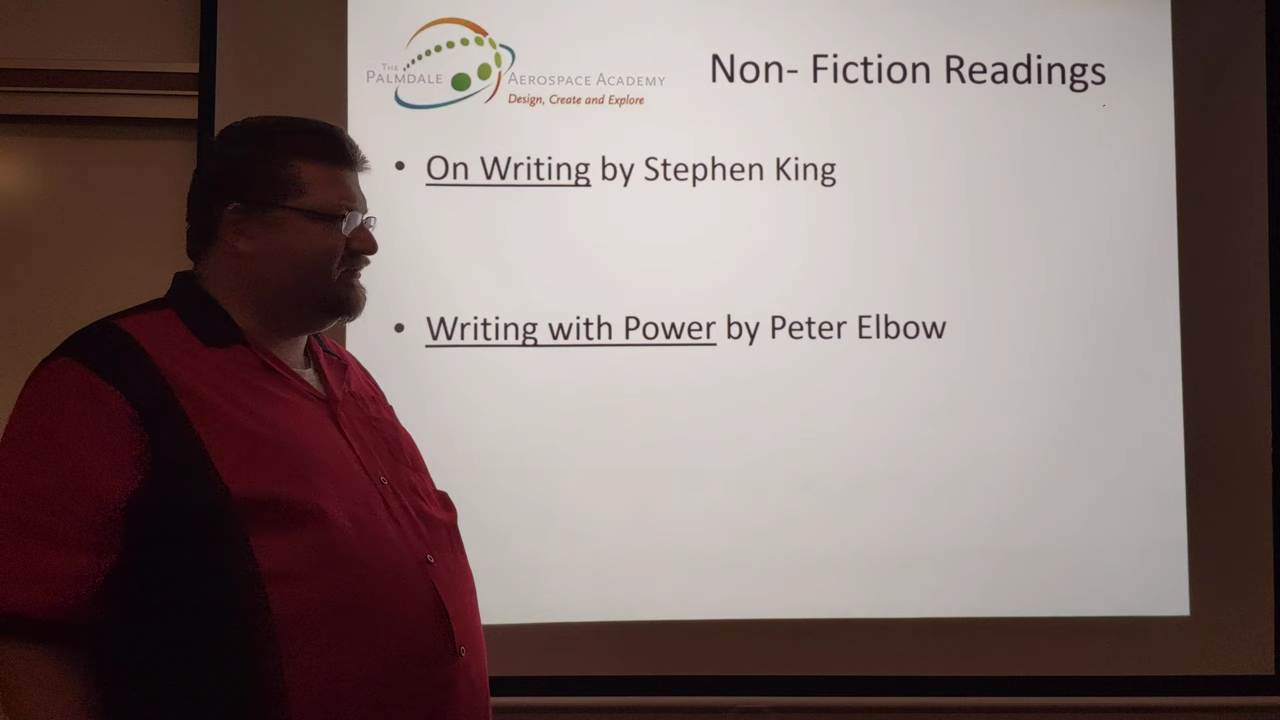 THE
PALMDALE AEROSPACE ACADEMY
Design, Create and Explore
Non- Fiction Readings
• On Writing by Stephen King
• Writing with Power by Peter Elbow